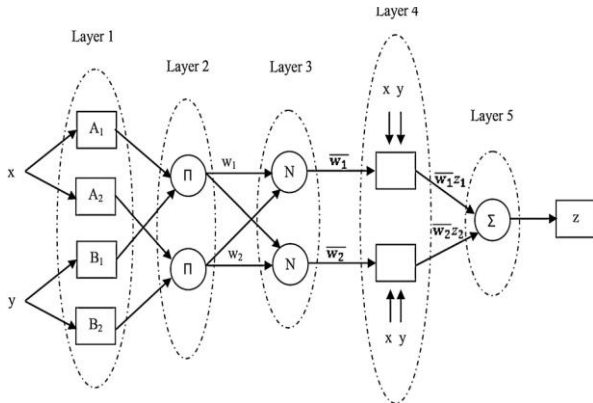 Layer 1
Layer 2
Layer 3
Layer 4
Layer 5
x
y
A₁
A₂
B₁
B₂
Π
Π
w₁
w₂
N
N
w̅₁
w̅₂
x y
x y
w̅₁z₁
w̅₂z₂
Σ
z